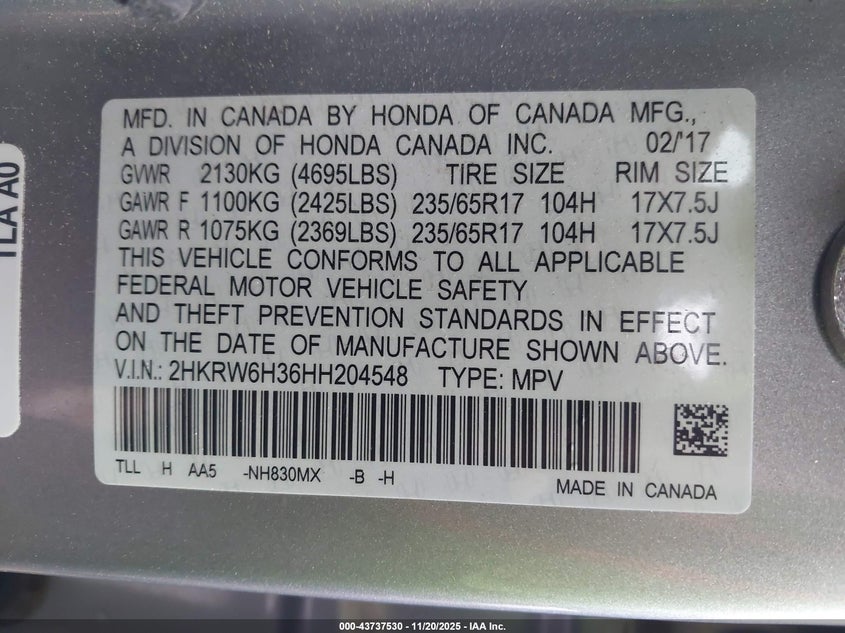 MFD. IN CANADA BY HONDA OF CANADA MFG.,
A DIVISION OF HONDA CANADA INC. 02/'17
GVWR 2130KG (4695LBS) TIRE SIZE RIM SIZE
GAWR F 1100KG (2425LBS) 235/65R17 104H 17X7.5J
GAWR R 1075KG (2369LBS) 235/65R17 104H 17X7.5J
THIS VEHICLE CONFORMS TO ALL APPLICABLE
FEDERAL MOTOR VEHICLE SAFETY
AND THEFT PREVENTION STANDARDS IN EFFECT
ON THE DATE OF MANUFACTURE SHOWN ABOVE.
V.I.N.: 2HKRW6H36HH204548 TYPE: MPV
TLL H AA5 -NH830MX -B -H
MADE IN CANADA
TLA A0
000-43737530 - 11/20/2025 - IAA Inc.